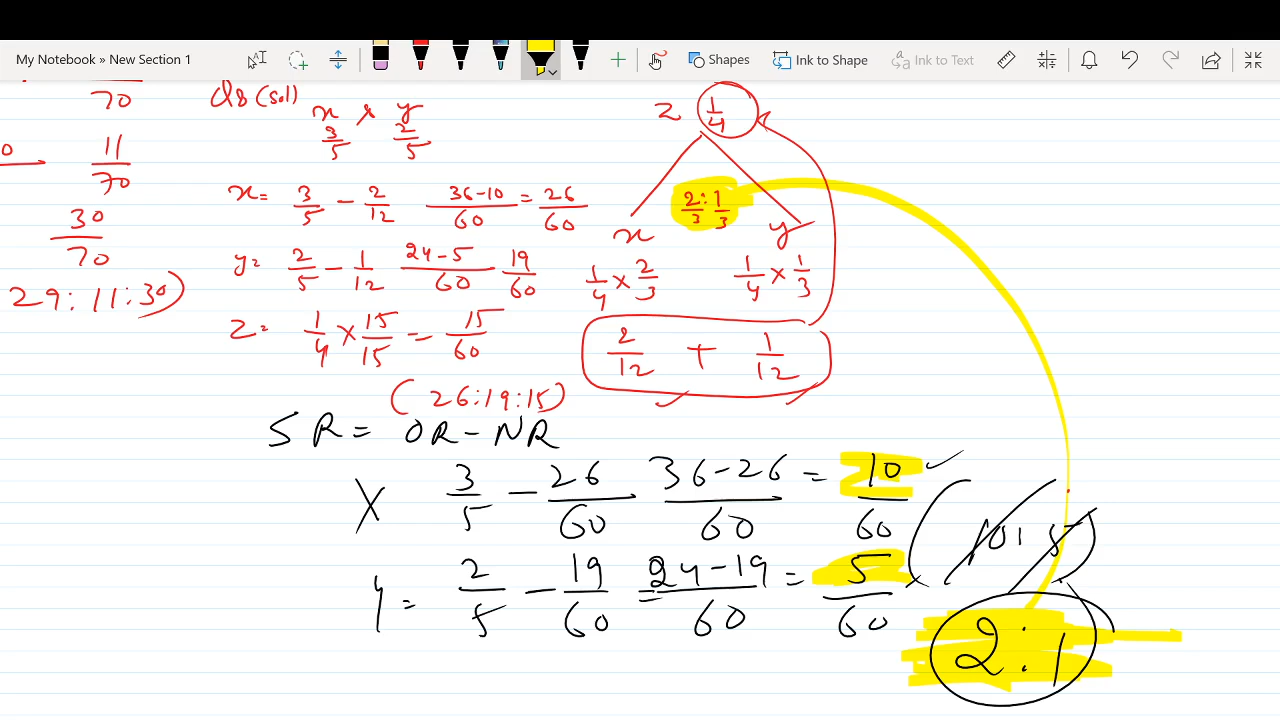 My Notebook » New Section 1
Shapes
Ink to Shape
Ink to Text
70
11
70
30
70
29:11:30)
(sol)
x & y
3/5 2/5
x = 3/5 - 2/12 36-10/60 = 26/60
y = 2/5 - 1/12 24-5/60 19/60
Z = 1/4 × 15/15 = 15/60
(26:19:15)
Z 1/4
2/3 : 1/3
x y
1/4 × 2/3 1/4 × 1/3
2/12 + 1/12
SR = OR - NR
X 3/5 - 26/60 36-26/60 = 10/60
Y = 2/5 - 19/60 = 24-19/60 = 5/60
10:5
2:1